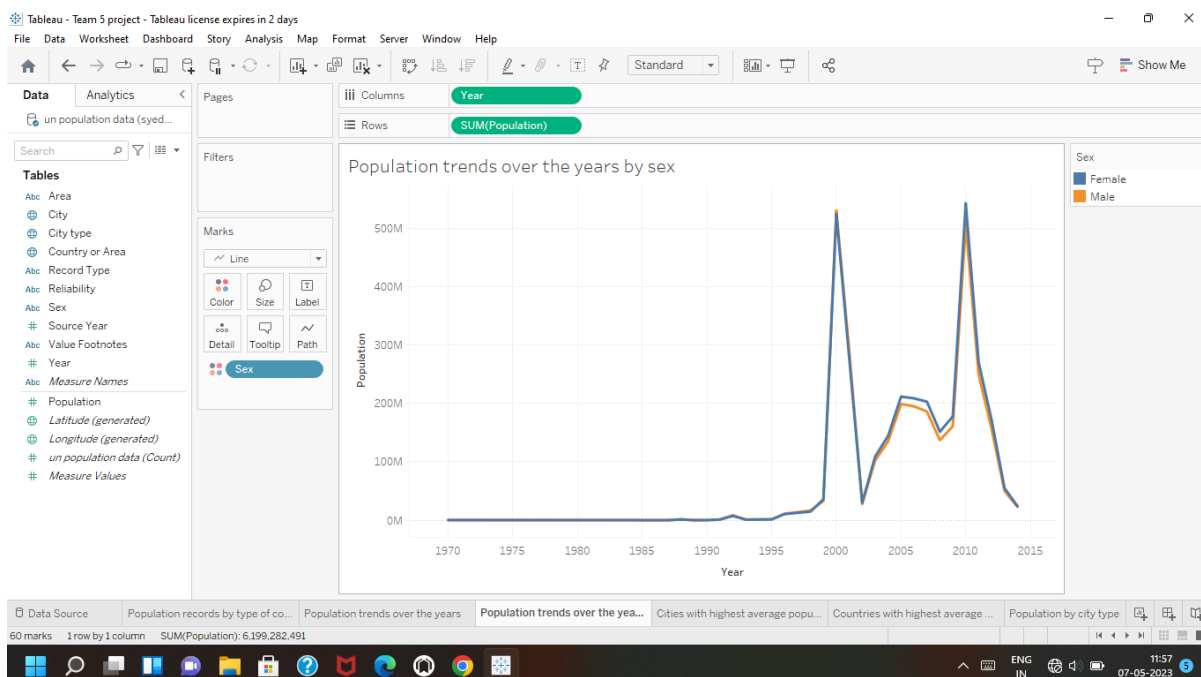 Tableau - Team 5 project - Tableau license expires in 2 days
File Data Worksheet Dashboard Story Analysis Map Format Server Window Help
Standard
Show Me
Data Analytics
un population data (syed...
Search
Tables
Abc Area
City
City type
Country or Area
Abc Record Type
Abc Reliability
Abc Sex
# Source Year
Abc Value Footnotes
# Year
Abc Measure Names
# Population
Latitude (generated)
Longitude (generated)
# un population data (Count)
# Measure Values
Pages
Filters
Marks
Line
Color Size Label
Detail Tooltip Path
Sex
Columns Year
Rows SUM(Population)
Population trends over the years by sex
500M
400M
300M
200M
100M
0M
Population
1970 1975 1980 1985 1990 1995 2000 2005 2010 2015
Year
Sex
Female
Male
Data Source Population records by type of co... Population trends over the years Population trends over the yea... Cities with highest average popu... Countries with highest average ... Population by city type
60 marks 1 row by 1 column SUM(Population): 6,199,282,491
ENG
IN
11:57
07-05-2023
5